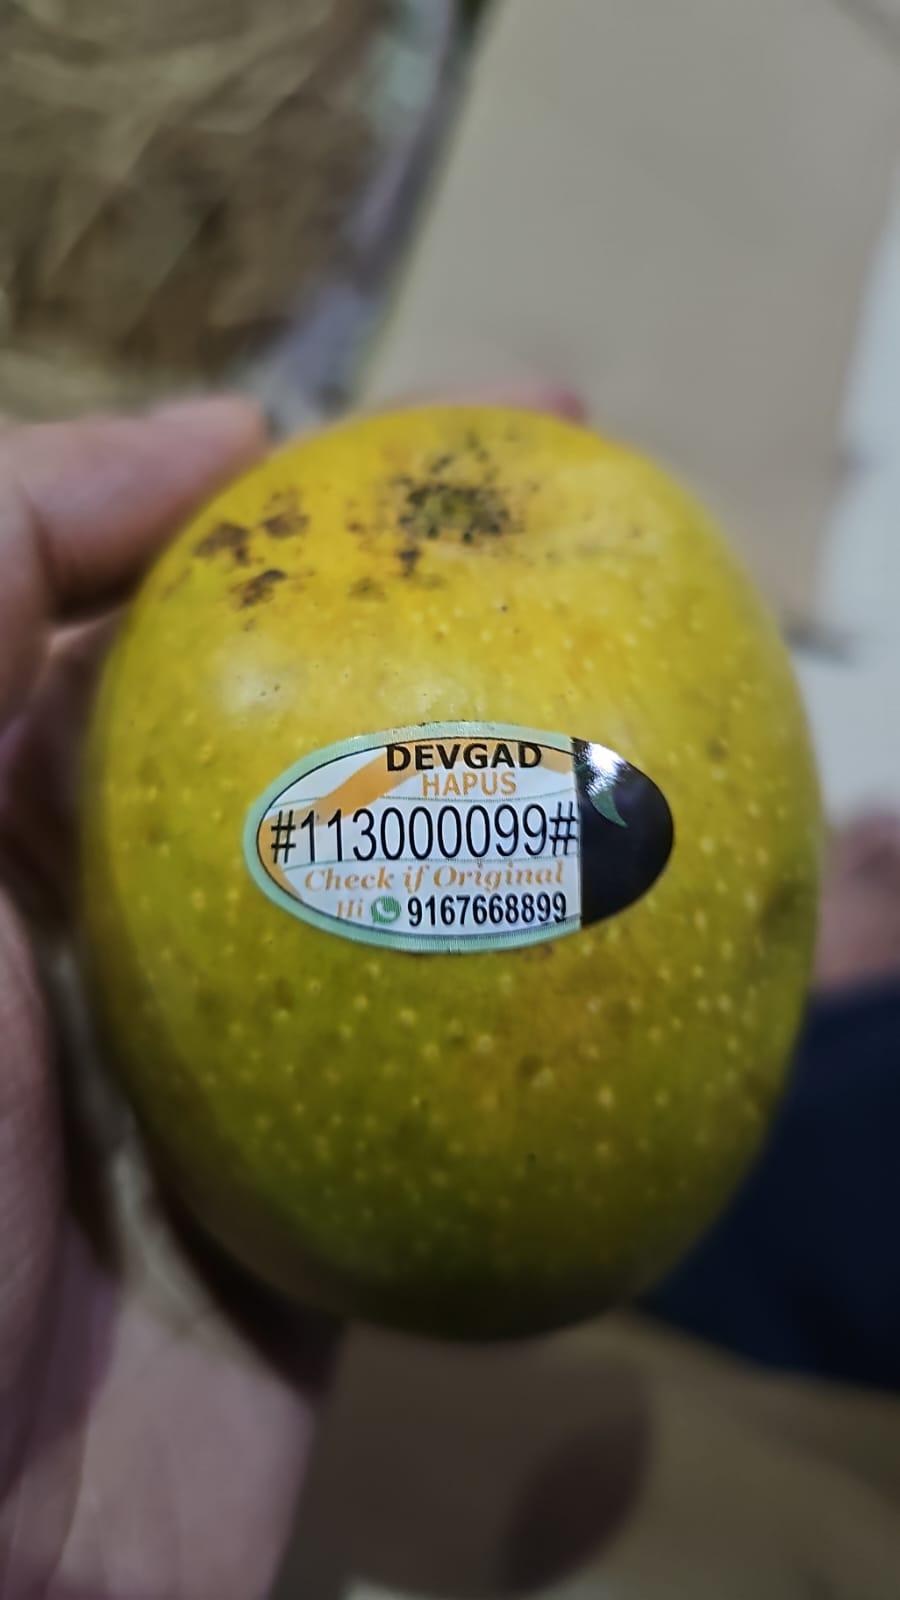 DEVGAD
HAPUS
#113000099#
Check if Original
Hi 9167668899